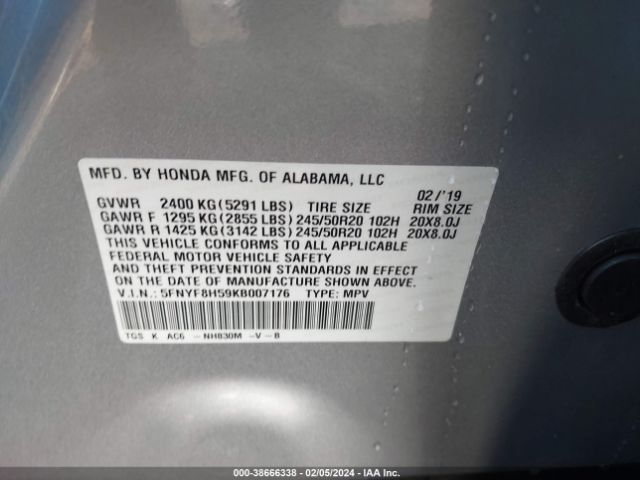 MFD. BY HONDA MFG. OF ALABAMA, LLC
02/'19
GVWR 2400 KG(5291 LBS) TIRE SIZE RIM SIZE
GAWR F 1295 KG(2855 LBS)245/50R20 102H 20X8.0J
GAWR R 1425 KG(3142 LBS)245/50R20 102H 20X8.0J
THIS VEHICLE CONFORMS TO ALL APPLICABLE
FEDERAL MOTOR VEHICLE SAFETY
AND THEFT PREVENTION STANDARDS IN EFFECT
ON THE DATE OF MANUFACTURE SHOWN ABOVE.
V.I.N.: 5FNYF8H59KB007176 TYPE: MPV
TGS K AC6 -NH830M -V-B
000-38666338 - 02/05/2024 - IAA Inc.